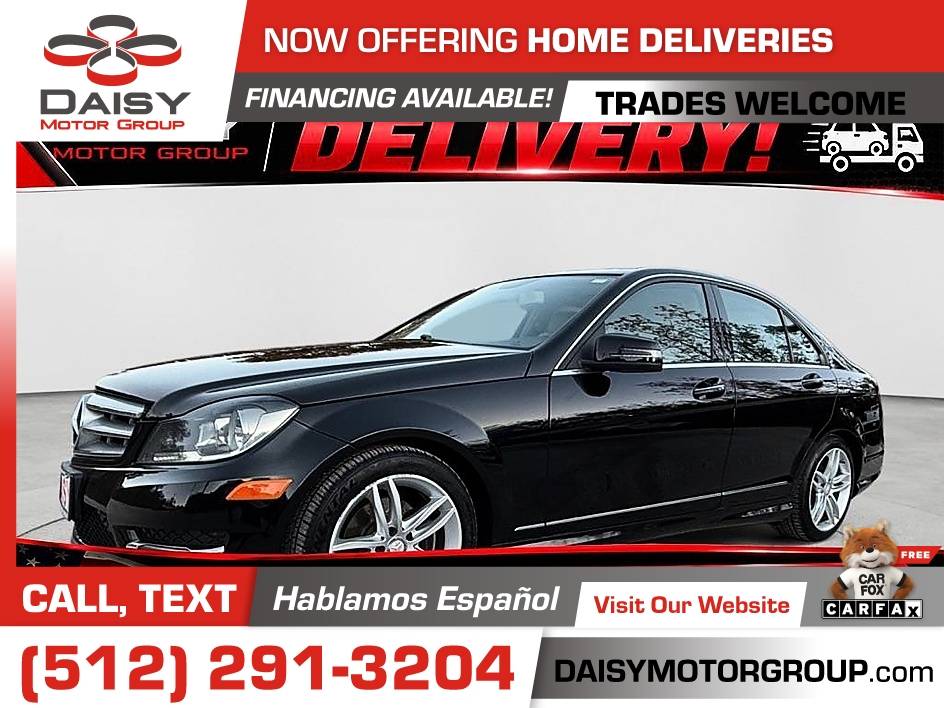 NOW OFFERING HOME DELIVERIES
DAISY
MOTOR GROUP
FINANCING AVAILABLE!
TRADES WELCOME
MOTOR GROUP
DELIVERY!
FREE
CAR
FOX
CARFAX
CALL, TEXT
Hablamos Español
Visit Our Website
(512) 291-3204
DAISYMOTORGROUP.com